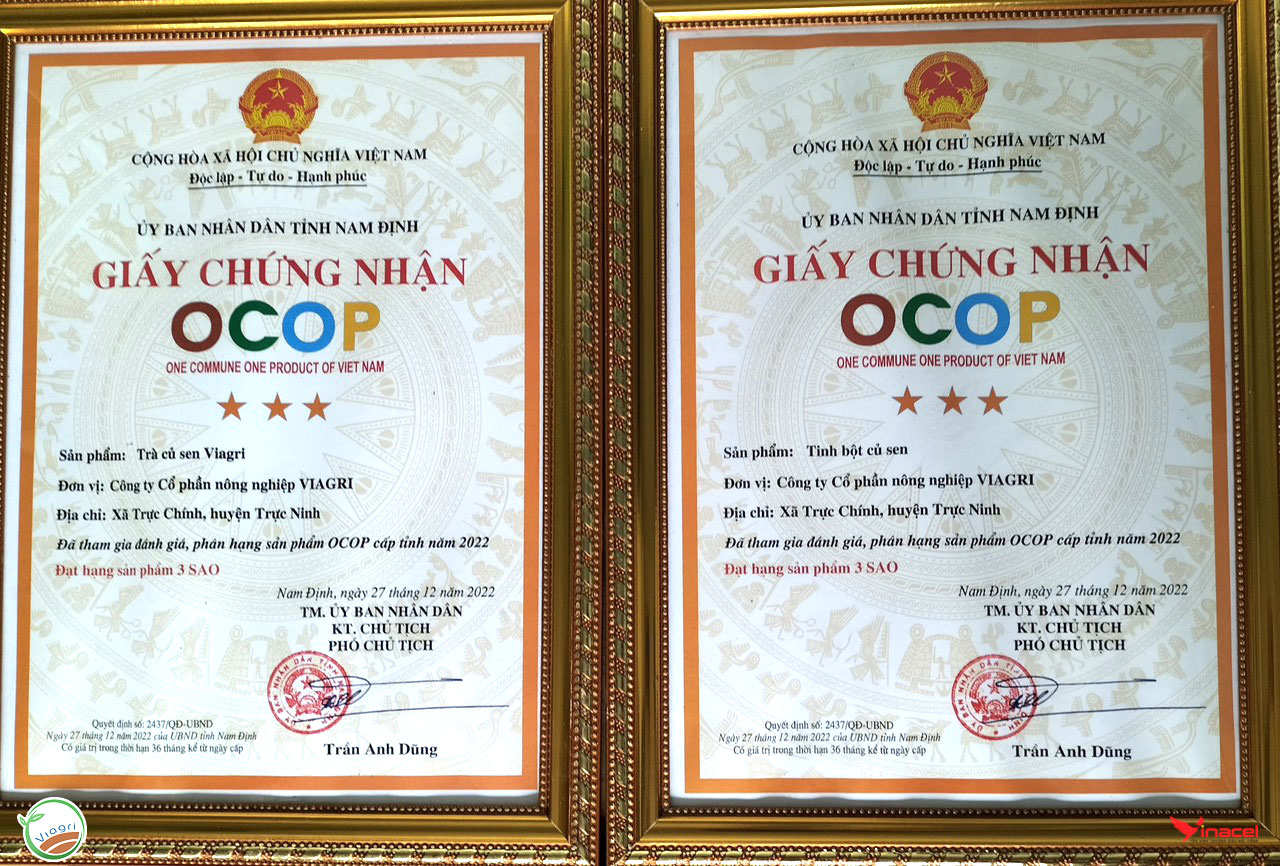 CỘNG HÒA XÃ HỘI CHỦ NGHĨA VIỆT NAM
Độc lập - Tự do - Hạnh phúc
ỦY BAN NHÂN DÂN TỈNH NAM ĐỊNH
GIẤY CHỨNG NHẬN
OCOP
ONE COMMUNE ONE PRODUCT OF VIET NAM
Sản phẩm: Trà củ sen Viagri
Đơn vị: Công ty Cổ phần nông nghiệp VIAGRI
Địa chỉ: Xã Trực Chính, huyện Trực Ninh
Đã tham gia đánh giá, phân hạng sản phẩm OCOP cấp tỉnh năm 2022
Đạt hạng sản phẩm 3 SAO
Nam Định, ngày 27 tháng 12 năm 2022
TM. ỦY BAN NHÂN DÂN
KT. CHỦ TỊCH
PHÓ CHỦ TỊCH
Quyết định số: 2437/QĐ-UBND
Ngày 27 tháng 12 năm 2022 của UBND tỉnh Nam Định
Có giá trị trong thời hạn 36 tháng kể từ ngày cấp
Trần Anh Dũng
Viagri
CỘNG HÒA XÃ HỘI CHỦ NGHĨA VIỆT NAM
Độc lập - Tự do - Hạnh phúc
ỦY BAN NHÂN DÂN TỈNH NAM ĐỊNH
GIẤY CHỨNG NHẬN
OCOP
ONE COMMUNE ONE PRODUCT OF VIET NAM
Sản phẩm: Tinh bột củ sen
Đơn vị: Công ty Cổ phần nông nghiệp VIAGRI
Địa chỉ: Xã Trực Chính, huyện Trực Ninh
Đã tham gia đánh giá, phân hạng sản phẩm OCOP cấp tỉnh năm 2022
Đạt hạng sản phẩm 3 SAO
Nam Định, ngày 27 tháng 12 năm 2022
TM. ỦY BAN NHÂN DÂN
KT. CHỦ TỊCH
PHÓ CHỦ TỊCH
Quyết định số: 2437/QĐ-UBND
Ngày 27 tháng 12 năm 2022 của UBND tỉnh Nam Định
Có giá trị trong thời hạn 36 tháng kể từ ngày cấp
Trần Anh Dũng
Vinacel